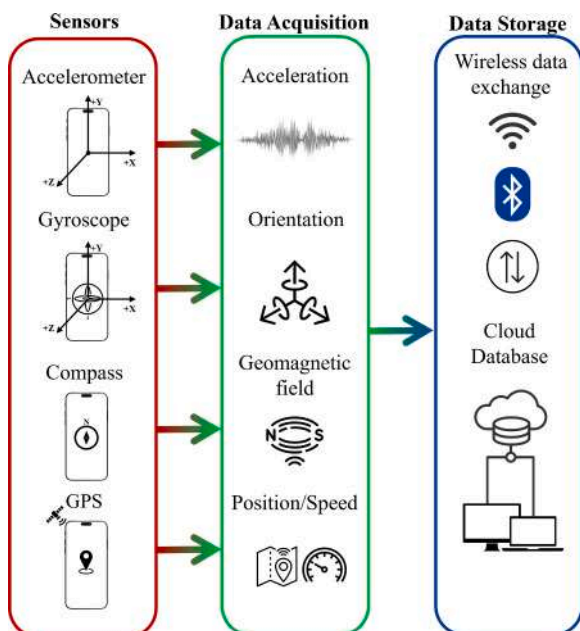 Sensors
Accelerometer
+Y
+X
+Z
Gyroscope
+Y
+X
+Z
Compass
N
GPS
Data Acquisition
Acceleration
Orientation
Geomagnetic
field
N S
Position/Speed
Data Storage
Wireless data
exchange
Cloud
Database